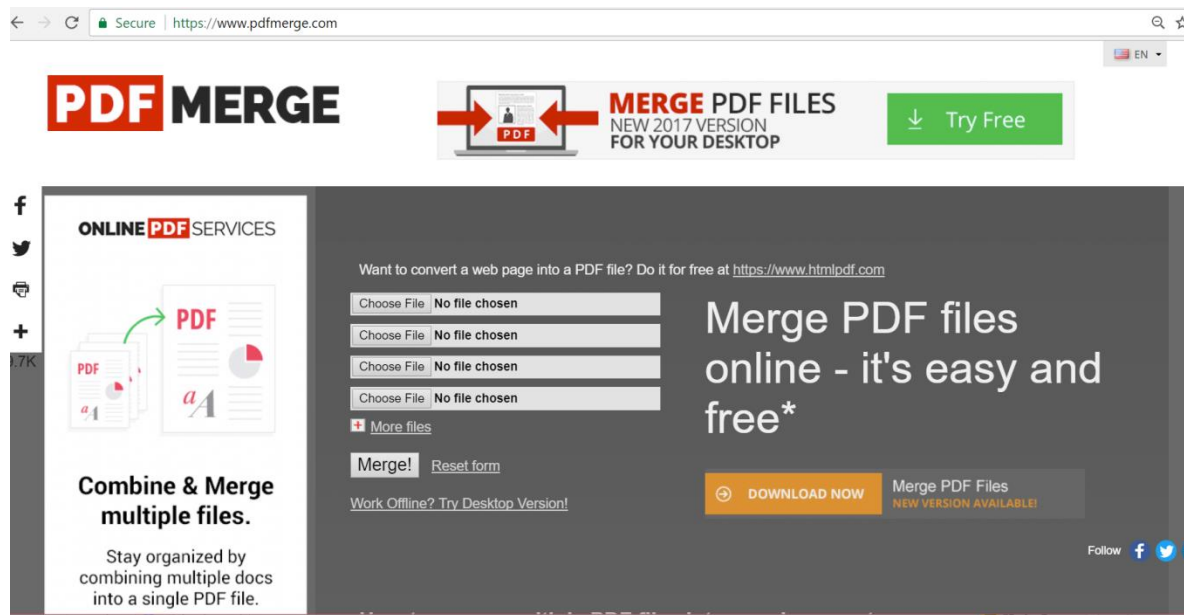 Secure | https://www.pdfmerge.com
EN
PDF MERGE
MERGE PDF FILES
NEW 2017 VERSION
FOR YOUR DESKTOP
Try Free
PDF
ONLINE PDF SERVICES
PDF
PDF
a A
a A
Combine & Merge
multiple files.
Stay organized by
combining multiple docs
into a single PDF file.
Want to convert a web page into a PDF file? Do it for free at https://www.htmlpdf.com
Choose File No file chosen
Choose File No file chosen
Choose File No file chosen
Choose File No file chosen
More files
Merge! Reset form
Work Offline? Try Desktop Version!
Merge PDF files
online - it's easy and
free*
DOWNLOAD NOW
Merge PDF Files
NEW VERSION AVAILABLE!
Follow